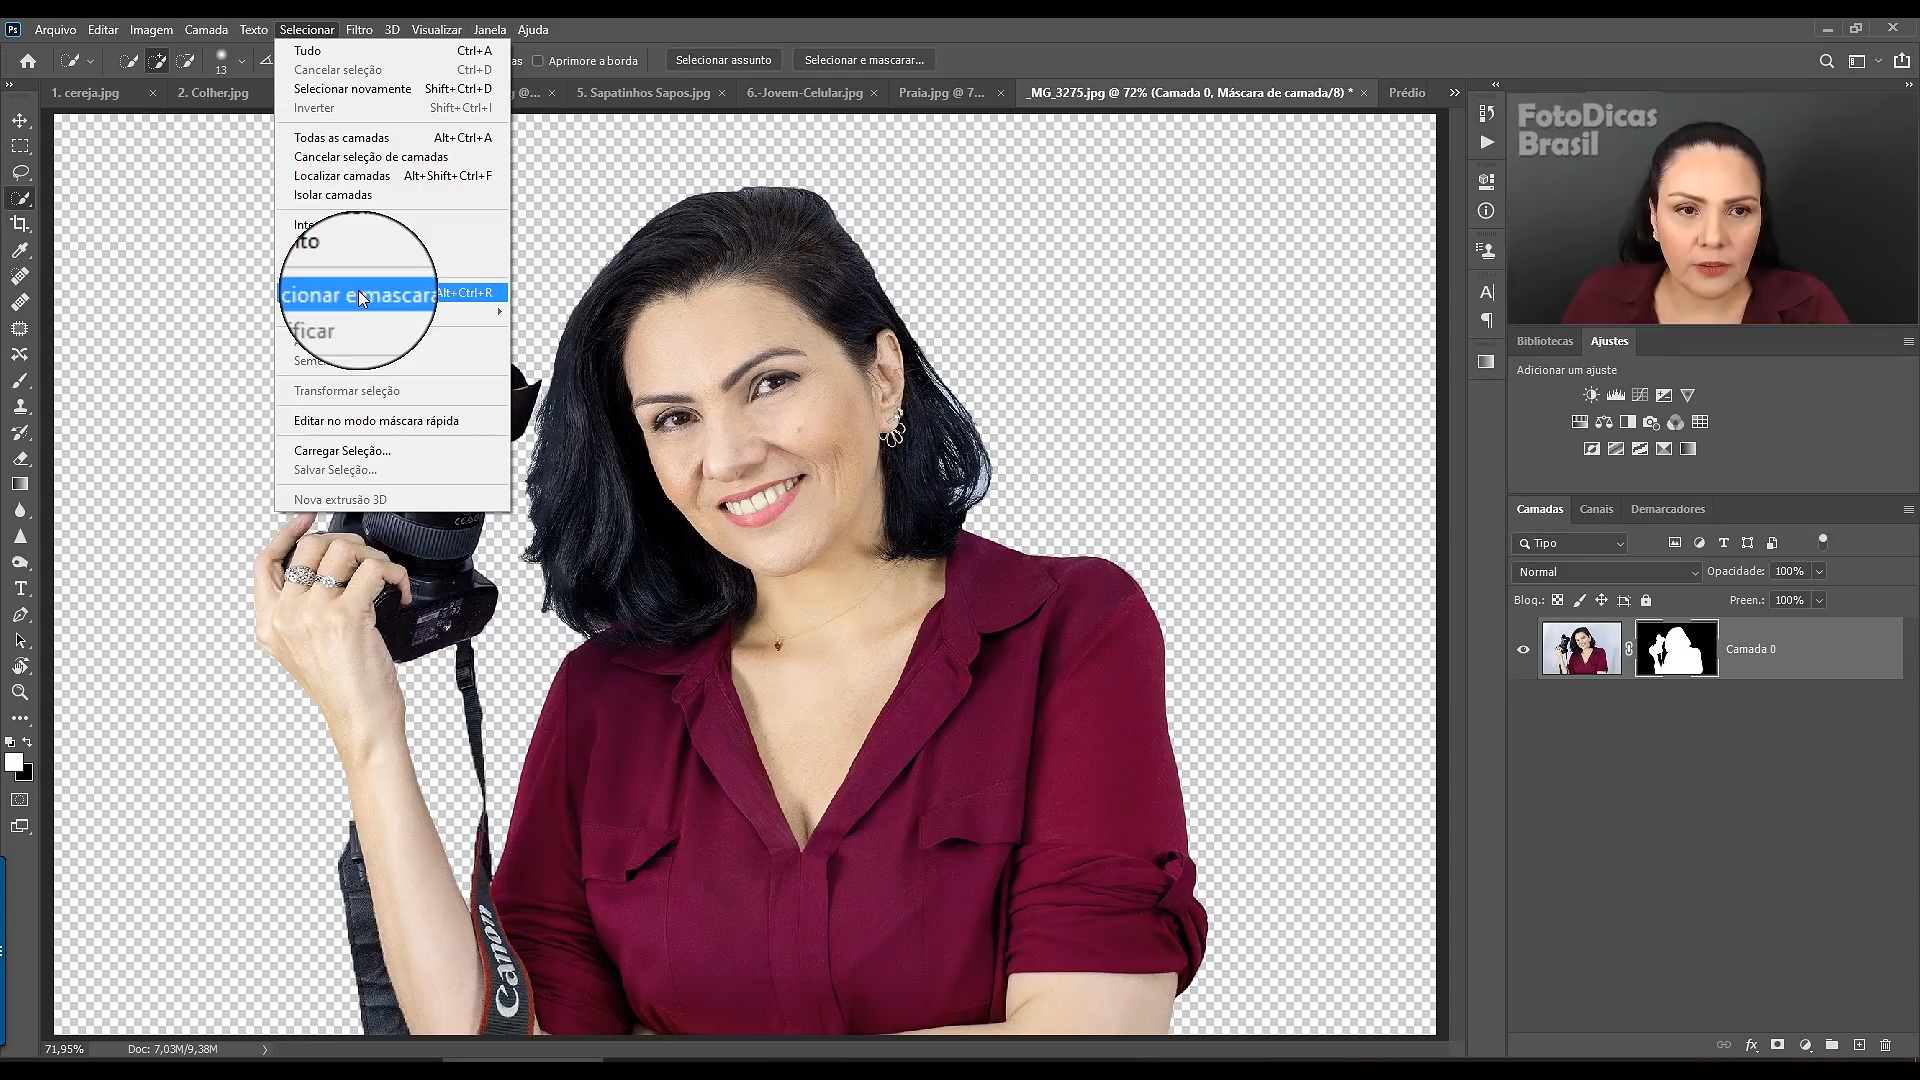 Ps Arquivo Editar Imagem Camada Texto Selecionar Filtro 3D Visualizar Janela Ajuda
13 as Aprimore a borda Selecionar assunto Selecionar e mascarar...
1. cereja.jpg 2. Colher.jpg g @... 5. Sapatinhos Sapos.jpg 6.-Jovem-Celular.jpg Praia.jpg @ 7... _MG_3275.jpg @ 72% (Camada 0, Máscara de camada/8) * Prédio
Tudo Ctrl+A
Cancelar seleção Ctrl+D
Selecionar novamente Shift+Ctrl+D
Inverter Shift+Ctrl+I
Todas as camadas Alt+Ctrl+A
Cancelar seleção de camadas
Localizar camadas Alt+Shift+Ctrl+F
Isolar camadas
Inte
to
cionar e mascara Alt+Ctrl+R
ficar
Seme
Transformar seleção
Editar no modo máscara rápida
Carregar Seleção...
Salvar Seleção...
Nova extrusão 3D
FotoDicas
Brasil
Bibliotecas Ajustes
Adicionar um ajuste
Camadas Canais Demarcadores
Tipo
Normal Opacidade: 100%
Bloq.: Preen.: 100%
Camada 0
Canon
71,95% Doc: 7,03M/9,38M
fx